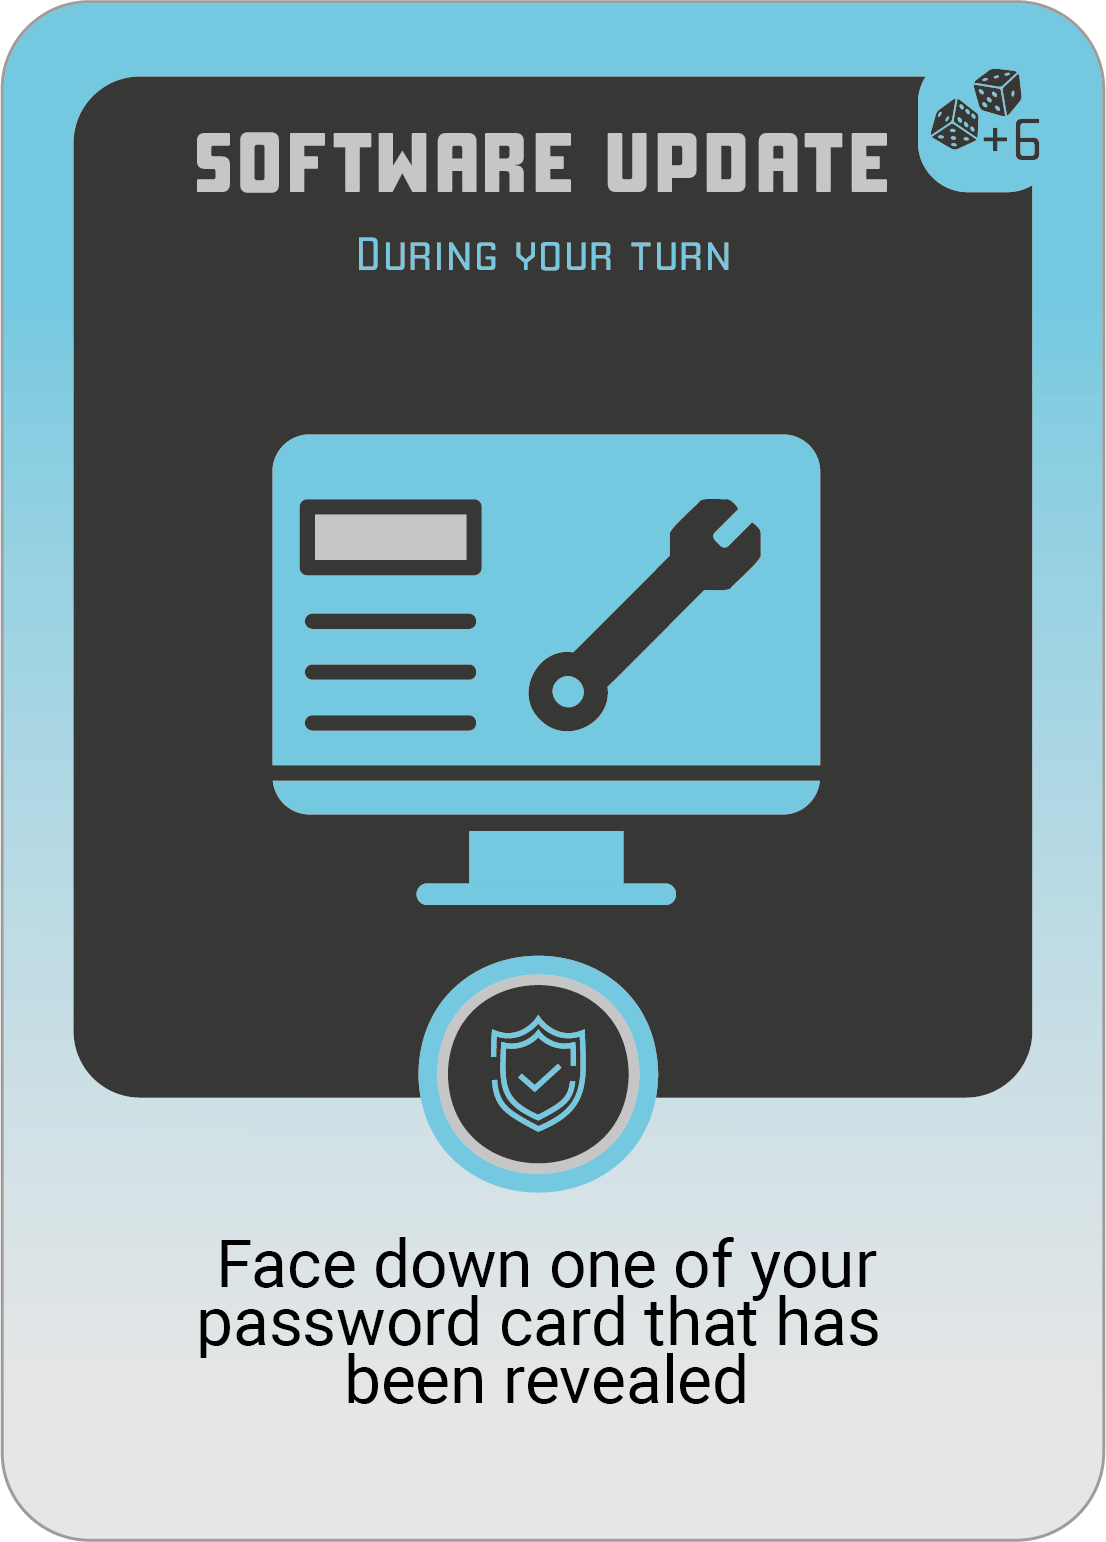 SOFTWARE UPDATE
+6
DURING YOUR TURN
Face down one of your
password card that has
been revealed